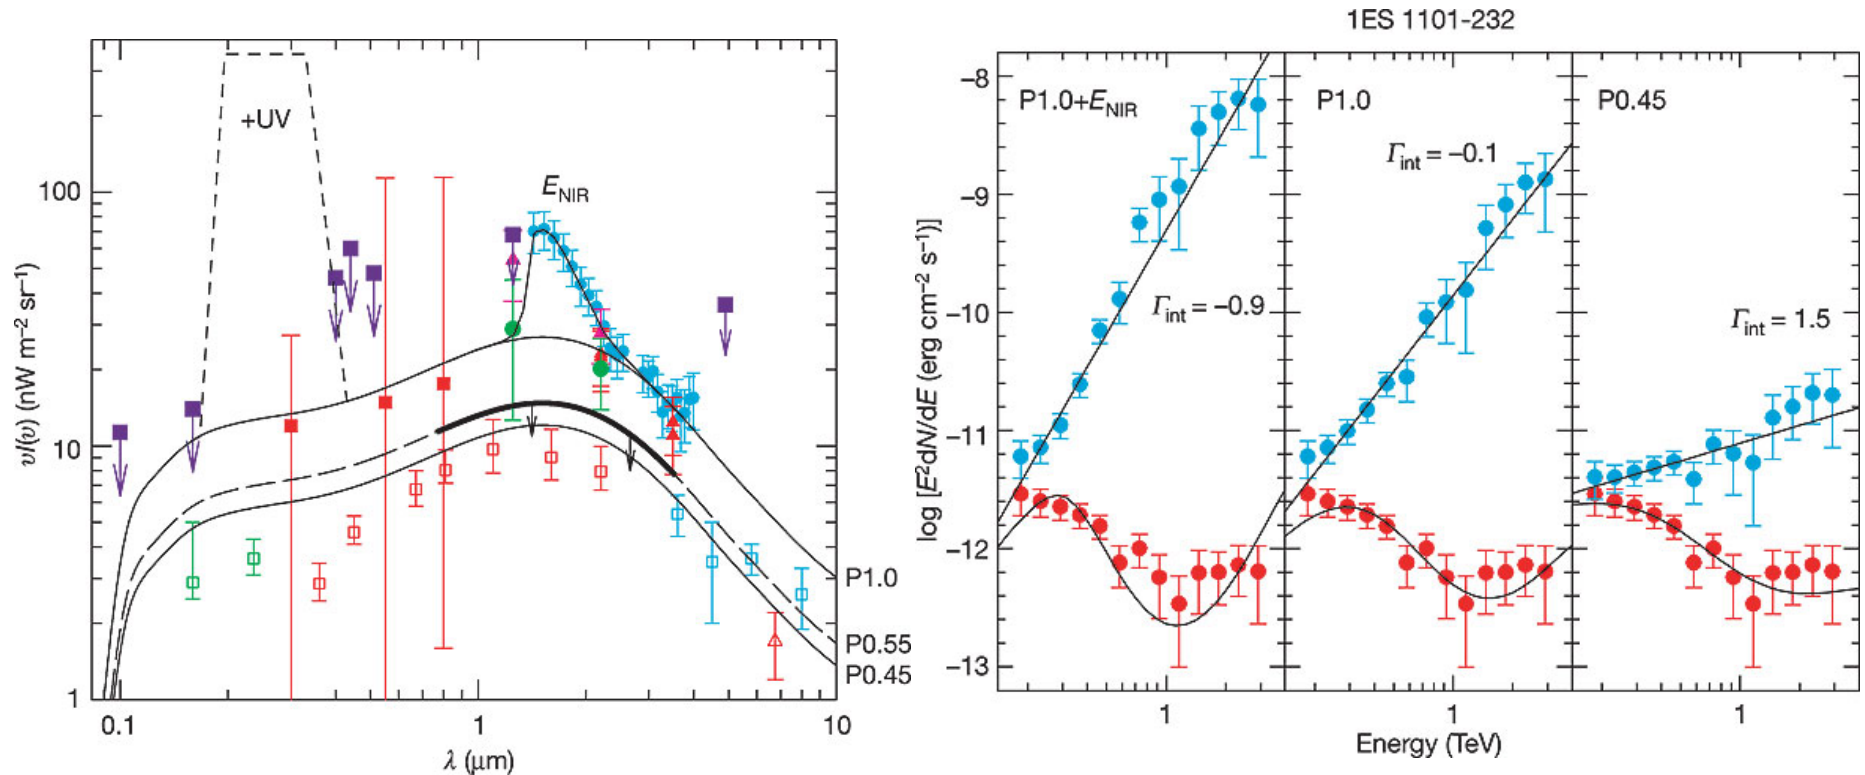 100
10
1
νI(ν) (nW m−2 sr−1)
+UV
E_NIR
P1.0
P0.55
P0.45
0.1
1
10
λ (μm)
1ES 1101-232
log [E²dN/dE (erg cm−2 s−1)]
−8
−9
−10
−11
−12
−13
P1.0+E_NIR
Γ_int = −0.9
P1.0
Γ_int = −0.1
P0.45
Γ_int = 1.5
1
1
1
Energy (TeV)